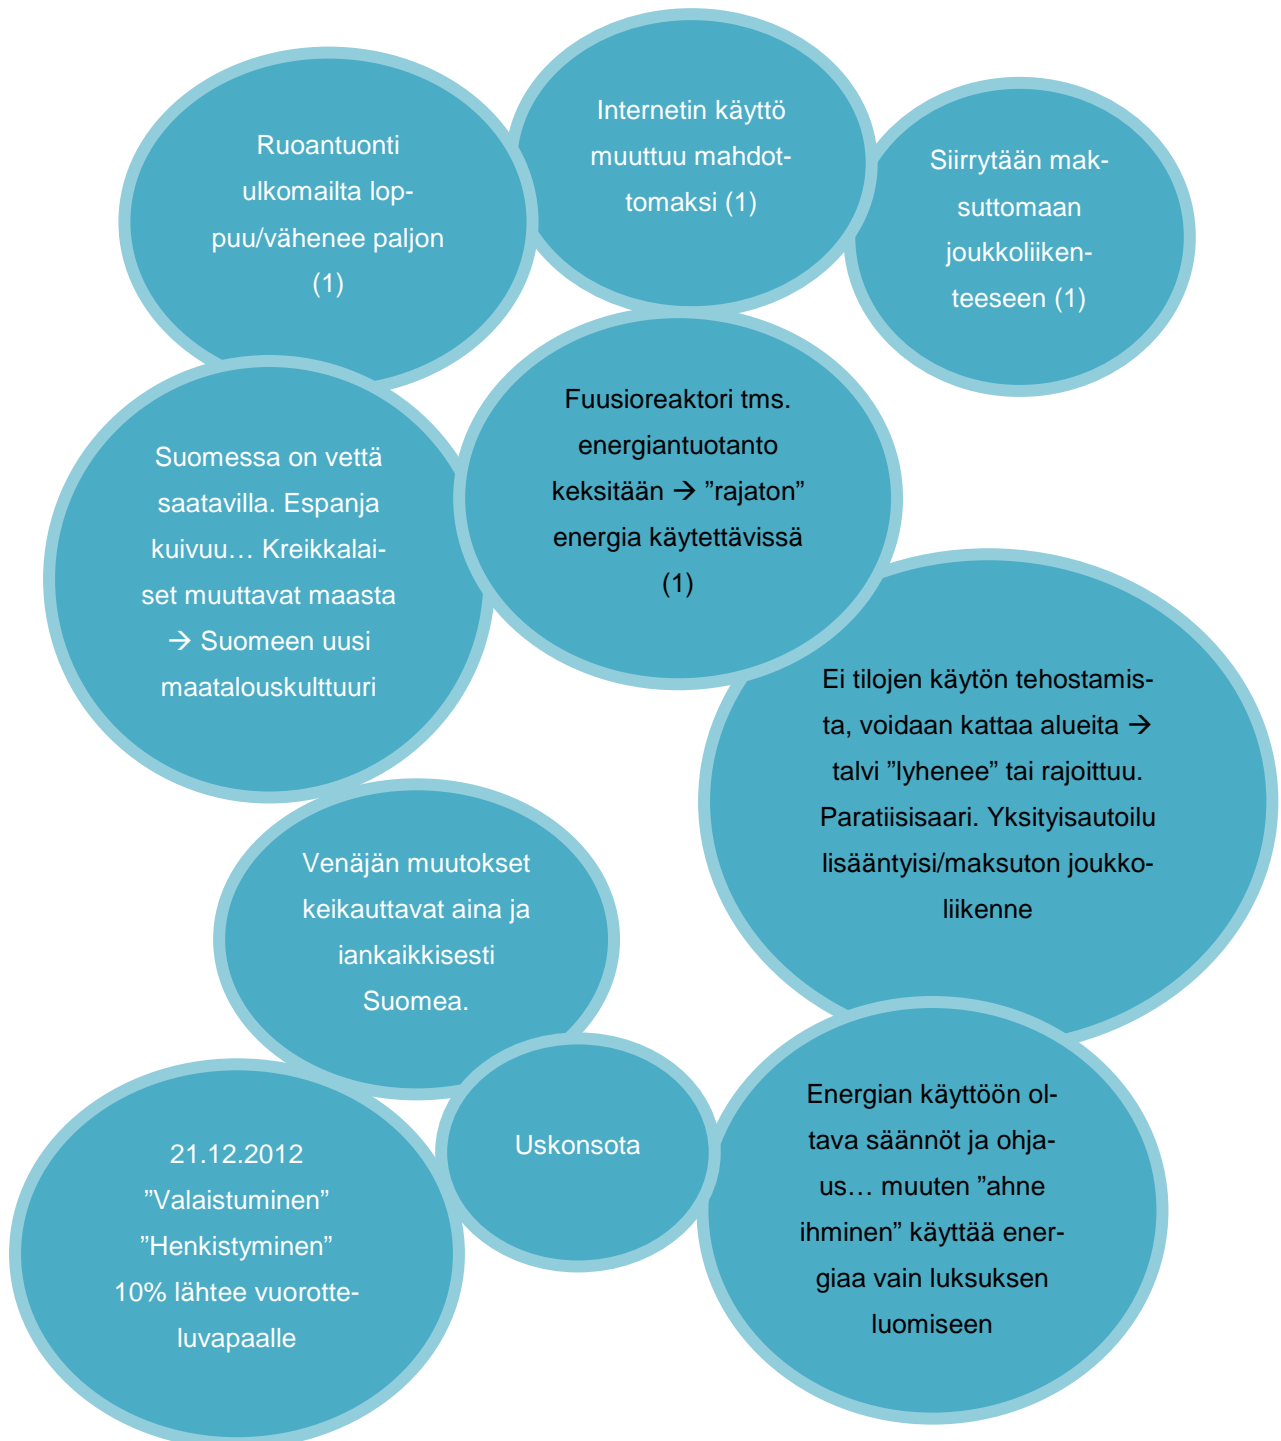 Ruoantuonti
ulkomailta lop-
puu/vähenee paljon
(1)
Internetin käyttö
muuttuu mahdot-
tomaksi (1)
Siirrytään mak-
suttomaan
joukkoliiken-
teeseen (1)
Suomessa on vettä
saatavilla. Espanja
kuivuu… Kreikkalai-
set muuttavat maasta
→ Suomeen uusi
maatalouskulttuuri
Fuusioreaktori tms.
energiantuotanto
keksitään → ”rajaton”
energia käytettävissä
(1)
Ei tilojen käytön tehostamis-
ta, voidaan kattaa alueita →
talvi ”lyhenee” tai rajoittuu.
Paratiisisaari. Yksityisautoilu
lisääntyisi/maksuton joukko-
liikenne
Venäjän muutokset
keikauttavat aina ja
iankaikkisesti
Suomea.
21.12.2012
”Valaistuminen”
”Henkistyminen”
10% lähtee vuorotte-
luvapaalle
Uskonsota
Energian käyttöön ol-
tava säännöt ja ohja-
us… muuten ”ahne
ihminen” käyttää ener-
giaa vain luksuksen
luomiseen